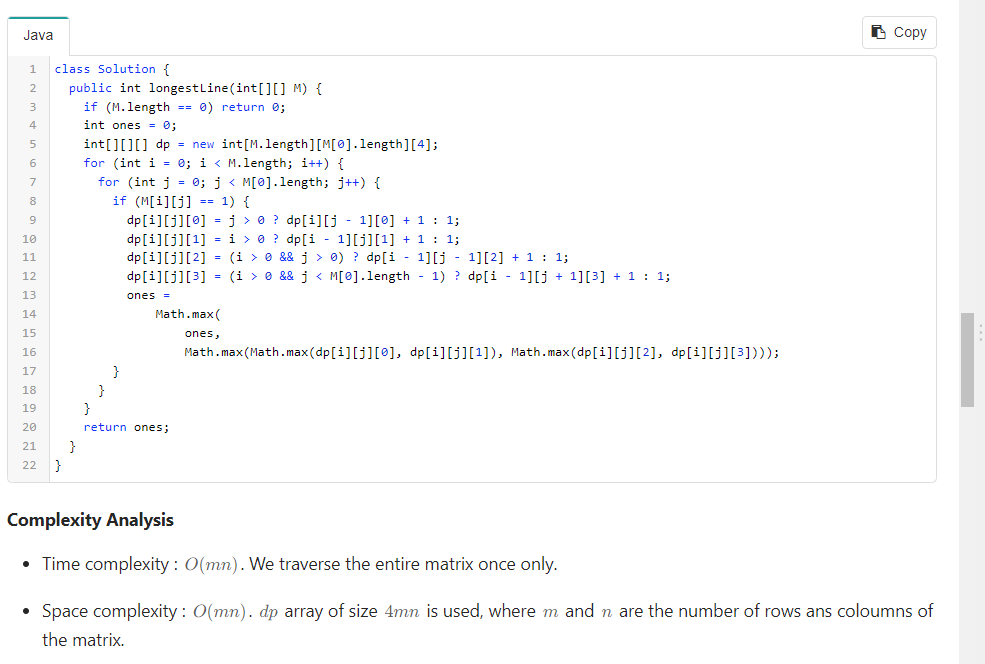 Java
Copy
1 class Solution {
2 public int longestLine(int[][] M) {
3 if (M.length == 0) return 0;
4 int ones = 0;
5 int[][][] dp = new int[M.length][M[0].length][4];
6 for (int i = 0; i < M.length; i++) {
7 for (int j = 0; j < M[0].length; j++) {
8 if (M[i][j] == 1) {
9 dp[i][j][0] = j > 0 ? dp[i][j - 1][0] + 1 : 1;
10 dp[i][j][1] = i > 0 ? dp[i - 1][j][1] + 1 : 1;
11 dp[i][j][2] = (i > 0 && j > 0) ? dp[i - 1][j - 1][2] + 1 : 1;
12 dp[i][j][3] = (i > 0 && j < M[0].length - 1) ? dp[i - 1][j + 1][3] + 1 : 1;
13 ones =
14 Math.max(
15 ones,
16 Math.max(Math.max(dp[i][j][0], dp[i][j][1]), Math.max(dp[i][j][2], dp[i][j][3])));
17 }
18 }
19 }
20 return ones;
21 }
22 }
Complexity Analysis
• Time complexity : O(mn). We traverse the entire matrix once only.
• Space complexity : O(mn). dp array of size 4mn is used, where m and n are the number of rows ans coloumns of
the matrix.